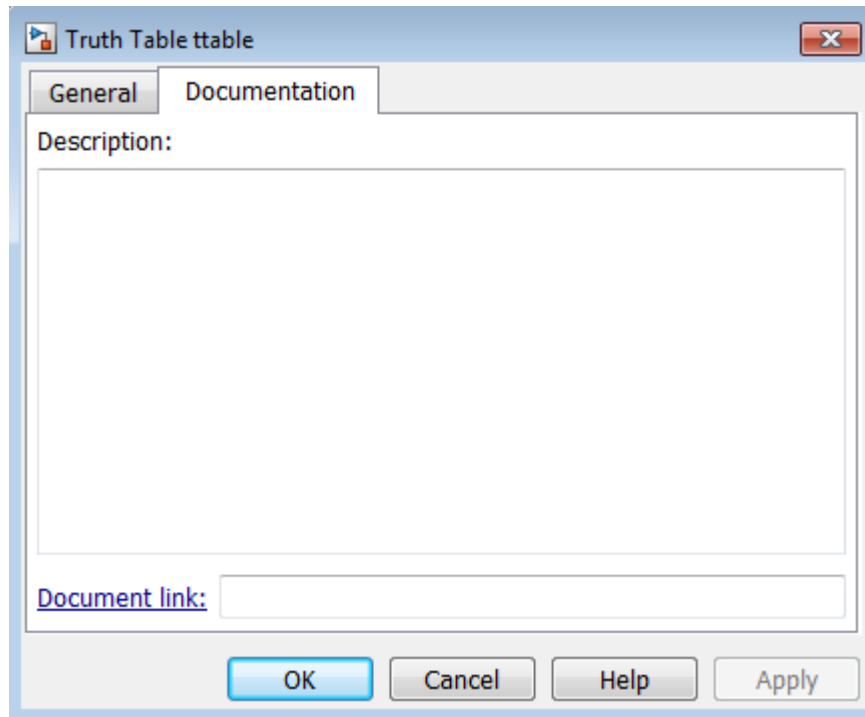 Truth Table ttable
General Documentation
Description:
Document link:
OK Cancel Help Apply